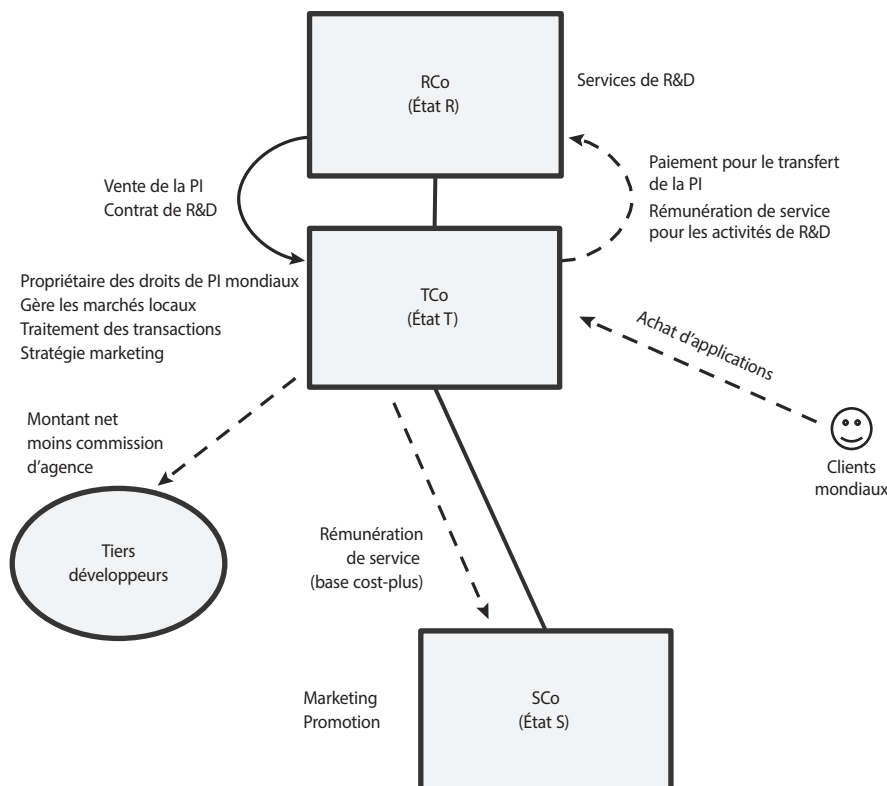 RCo
(État R)
Services de R&D
Vente de la PI
Contrat de R&D
Paiement pour le transfert
de la PI
Rémunération de service
pour les activités de R&D
Propriétaire des droits de PI mondiaux
Gère les marchés locaux
Traitement des transactions
Stratégie marketing
TCo
(État T)
Achat d'applications
Clients
mondiaux
Montant net
moins commission
d'agence
Tiers
développeurs
Rémunération
de service
(base cost-plus)
Marketing
Promotion
SCo
(État S)